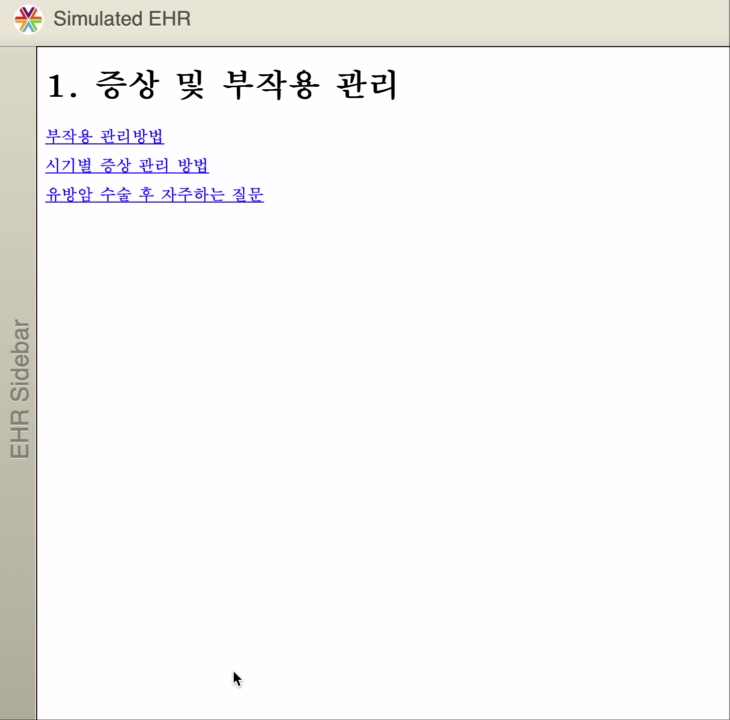 Simulated EHR
1. 증상 및 부작용 관리
부작용 관리방법
시기별 증상 관리 방법
유방암 수술 후 자주하는 질문
EHR Sidebar